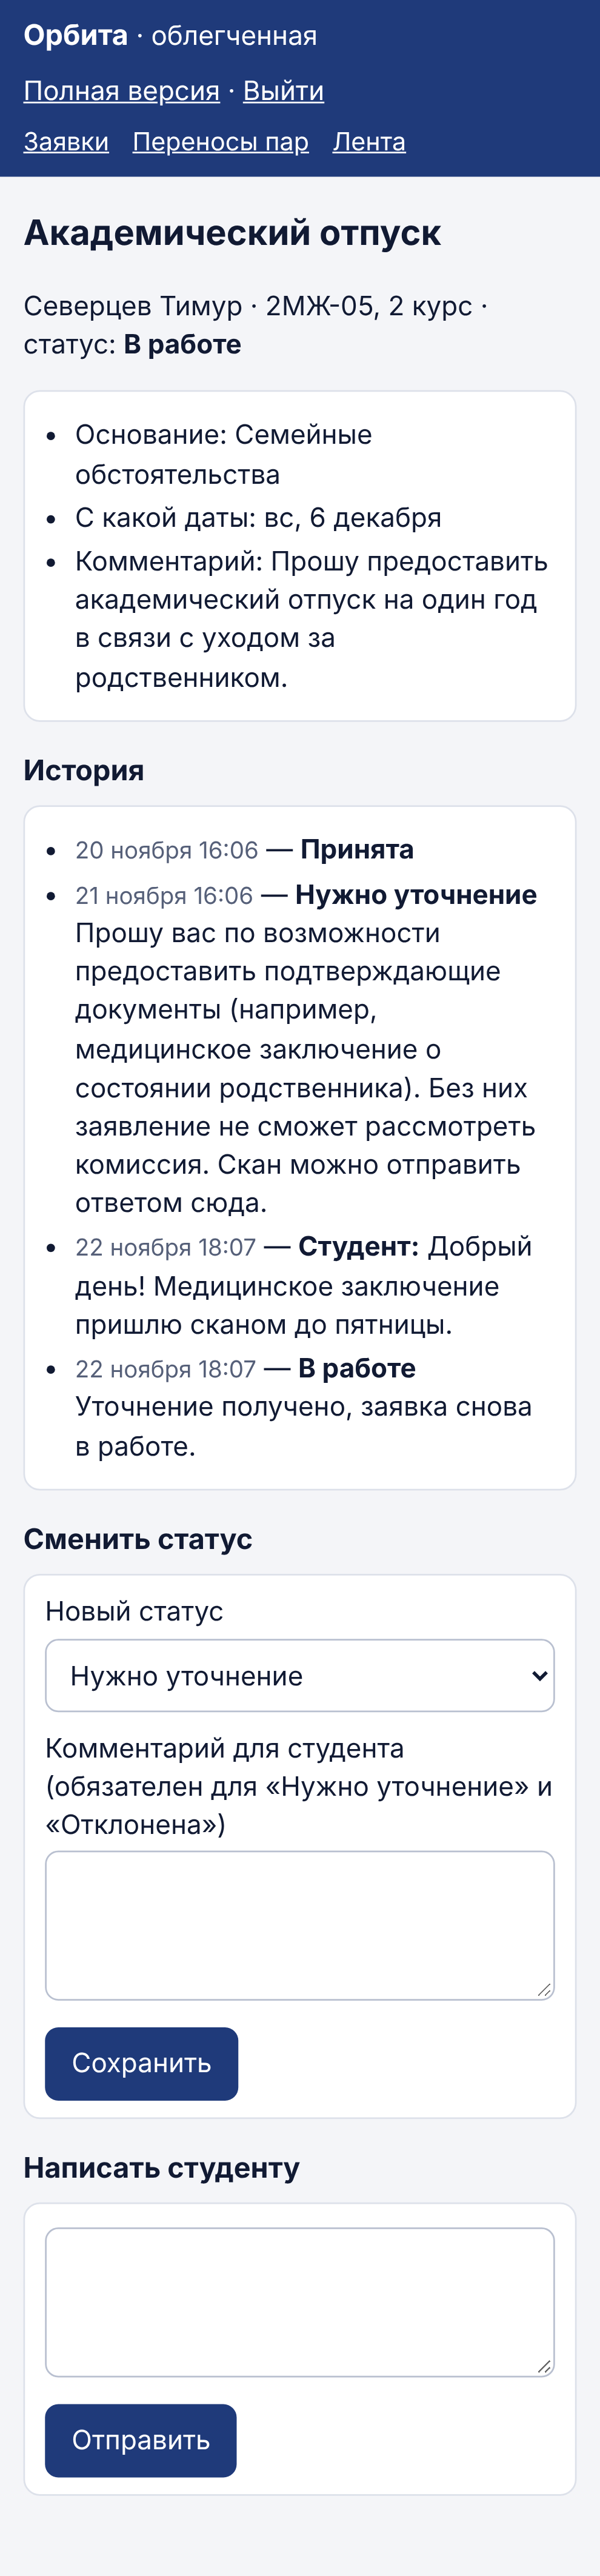 Орбита · облегченная
Полная версия · Выйти
Заявки Переносы пар Лента
Академический отпуск
Северцев Тимур · 2МЖ-05, 2 курс ·
статус: В работе
• Основание: Семейные
обстоятельства
• С какой даты: вс, 6 декабря
• Комментарий: Прошу предоставить
академический отпуск на один год
в связи с уходом за
родственником.
История
• 20 ноября 16:06 — Принята
• 21 ноября 16:06 — Нужно уточнение
Прошу вас по возможности
предоставить подтверждающие
документы (например,
медицинское заключение о
состоянии родственника). Без них
заявление не сможет рассмотреть
комиссия. Скан можно отправить
ответом сюда.
• 22 ноября 18:07 — Студент: Добрый
день! Медицинское заключение
пришлю сканом до пятницы.
• 22 ноября 18:07 — В работе
Уточнение получено, заявка снова
в работе.
Сменить статус
Новый статус
Нужно уточнение
Комментарий для студента
(обязателен для «Нужно уточнение» и
«Отклонена»)
Сохранить
Написать студенту
Отправить